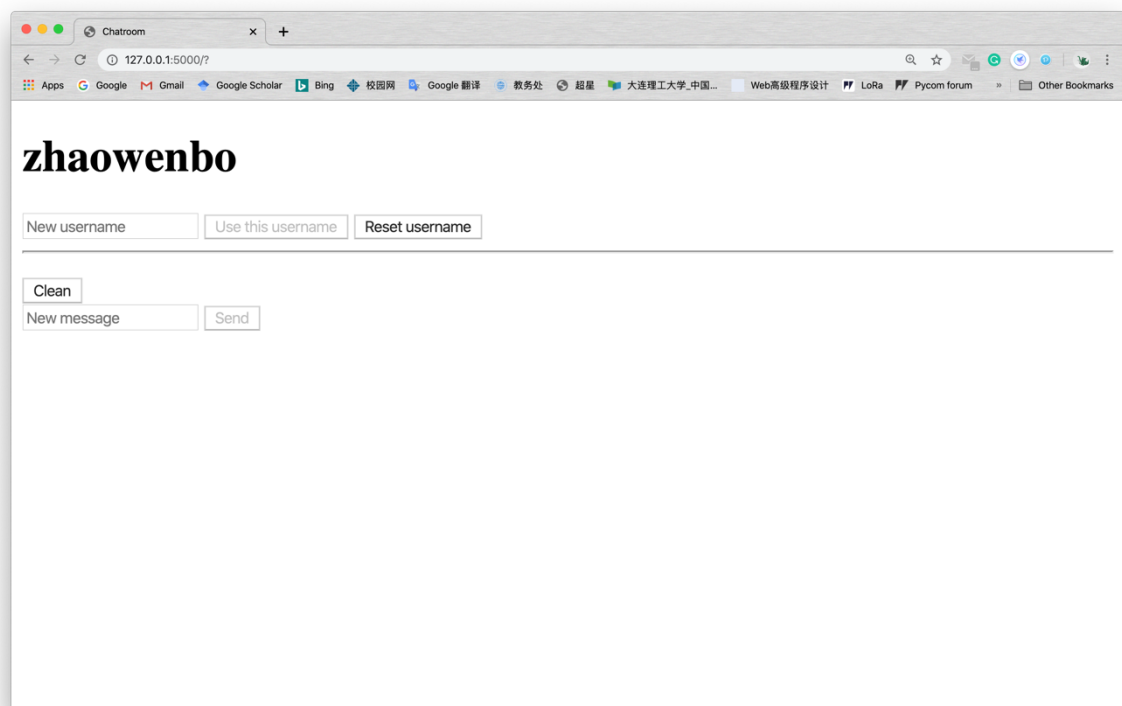 Chatroom
127.0.0.1:5000/?
Apps Google Gmail Google Scholar Bing 校园网 Google 翻译 教务处 超星 大连理工大学_中国... Web高级程序设计 LoRa Pycom forum » Other Bookmarks
zhaowenbo
New username Use this username Reset username
Clean
New message Send